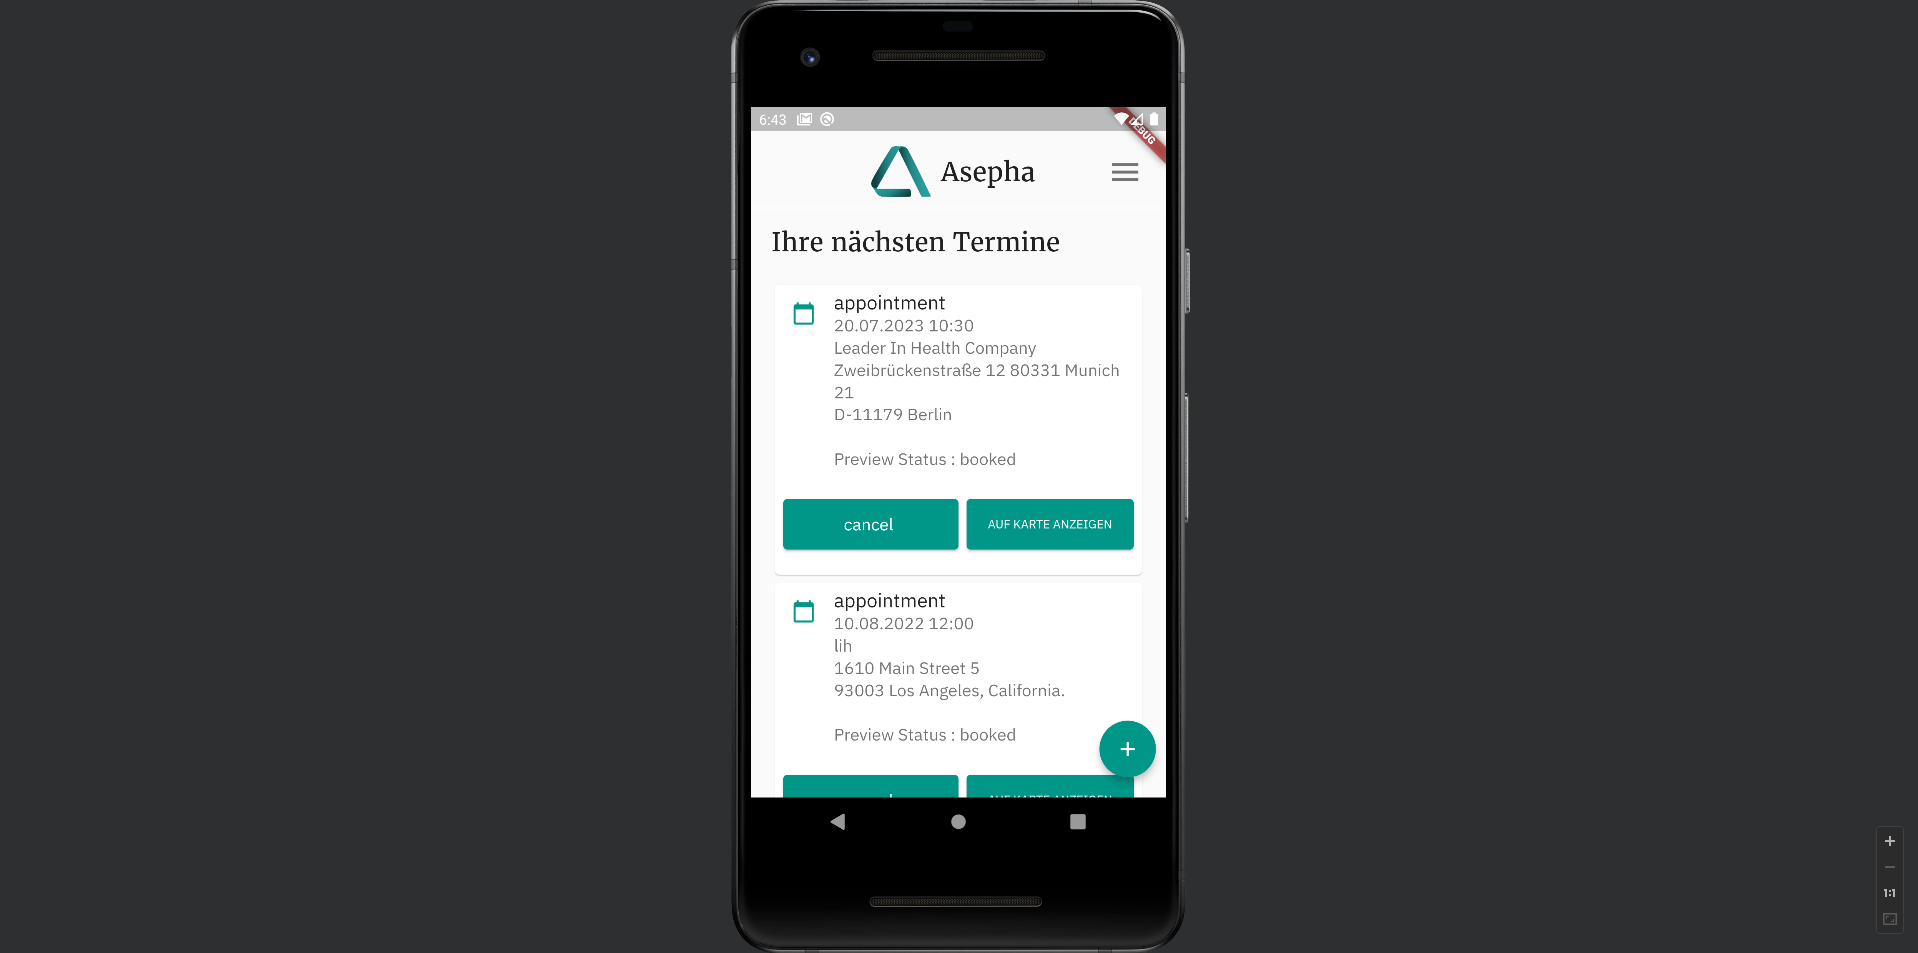 6:43
DEBUG
Asepha
Ihre nächsten Termine
appointment
20.07.2023 10:30
Leader In Health Company
Zweibrückenstraße 12 80331 Munich
21
D-11179 Berlin
Preview Status : booked
cancel
AUF KARTE ANZEIGEN
appointment
10.08.2022 12:00
lih
1610 Main Street 5
93003 Los Angeles, California.
Preview Status : booked
+
1:1